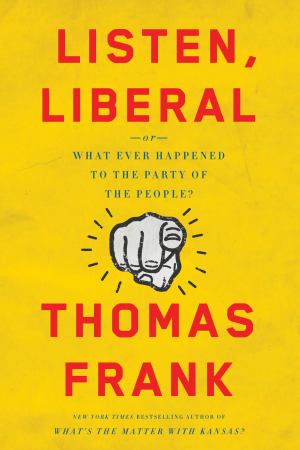 LISTEN,
LIBERAL
—or—
WHAT EVER HAPPENED
TO THE PARTY OF
THE PEOPLE?
THOMAS
FRANK
NEW YORK TIMES BESTSELLING AUTHOR OF
WHAT'S THE MATTER WITH KANSAS?